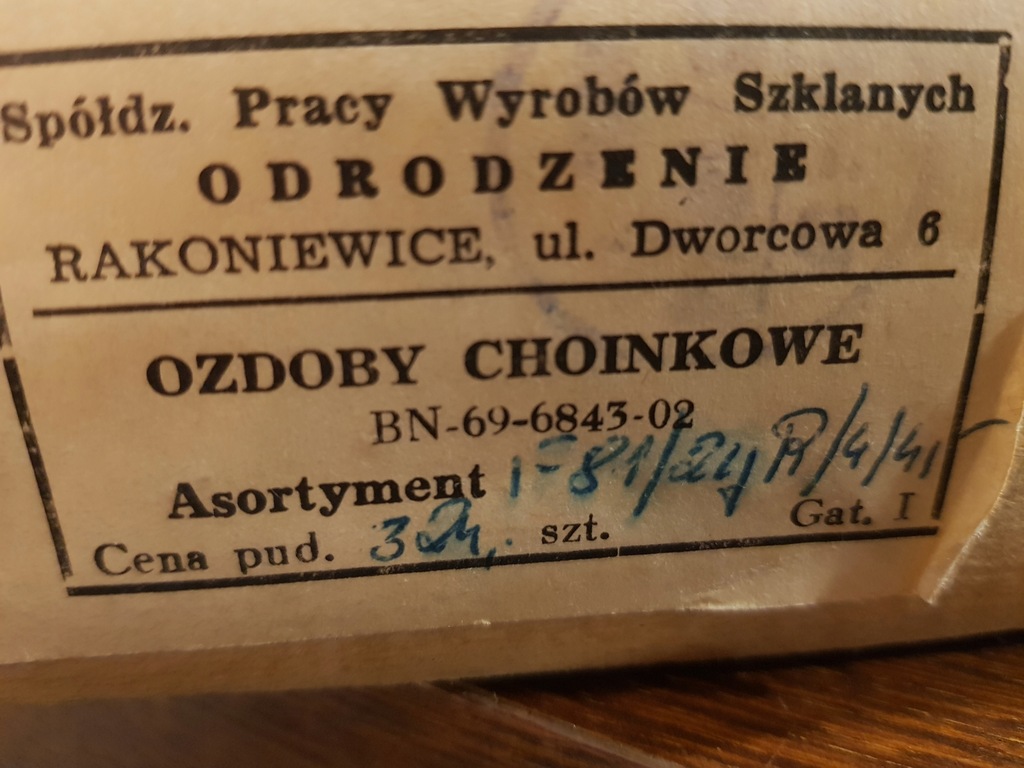 Spółdz. Pracy Wyrobów Szklanych
ODRODZENIE
RAKONIEWICE, ul. Dworcowa 6
OZDOBY CHOINKOWE
BN-69-6843-02
Asortyment
Cena pud. szt. Gat. I